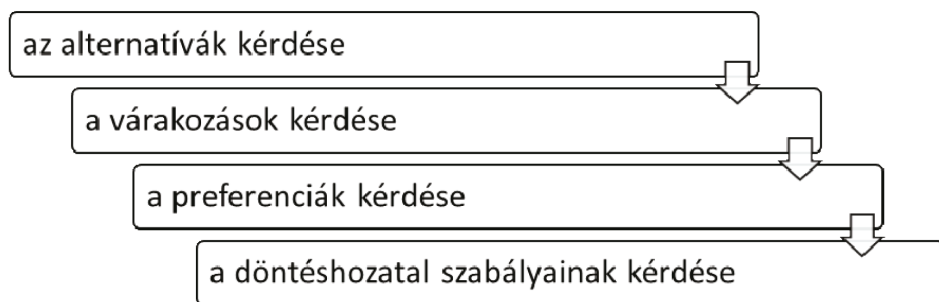 az alternatívák kérdése
a várakozások kérdése
a preferenciák kérdése
a döntéshozatal szabályainak kérdése